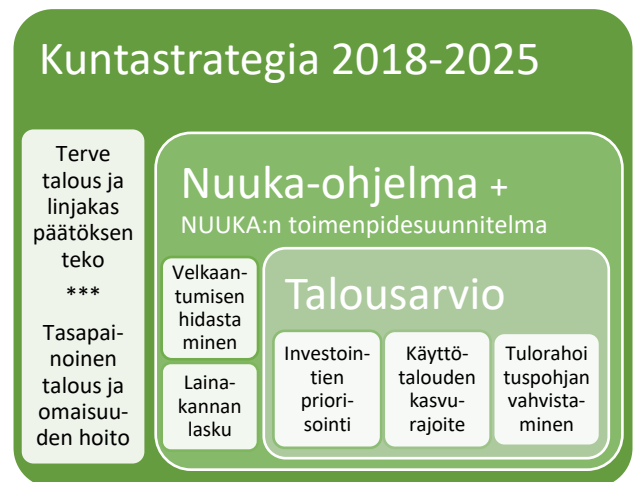 Kuntastrategia 2018-2025
Terve
talous ja
linjakas
päätöksen
teko
***
Tasapai-
noinen
talous ja
omaisuu-
den hoito
Nuuka-ohjelma +
NUUKA:n toimenpidesuunnitelma
Velkaan-
tumisen
hidasta
minen
Laina-
kannan
lasku
Talousarvio
Investoin-
tien
priori-
sointi
Käyttö-
talouden
kasvu-
rajoite
Tulorahoi
tuspohjan
vahvista-
minen